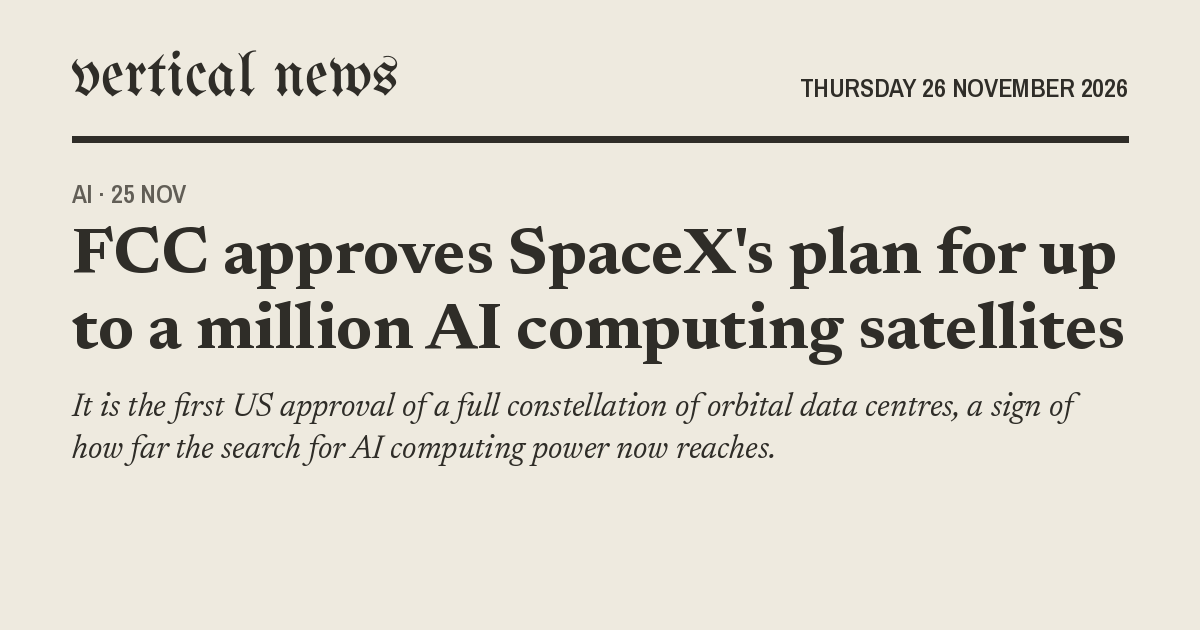 vertical news
THURSDAY 26 NOVEMBER 2026
AI · 25 NOV
FCC approves SpaceX's plan for up
to a million AI computing satellites
It is the first US approval of a full constellation of orbital data centres, a sign of
how far the search for AI computing power now reaches.